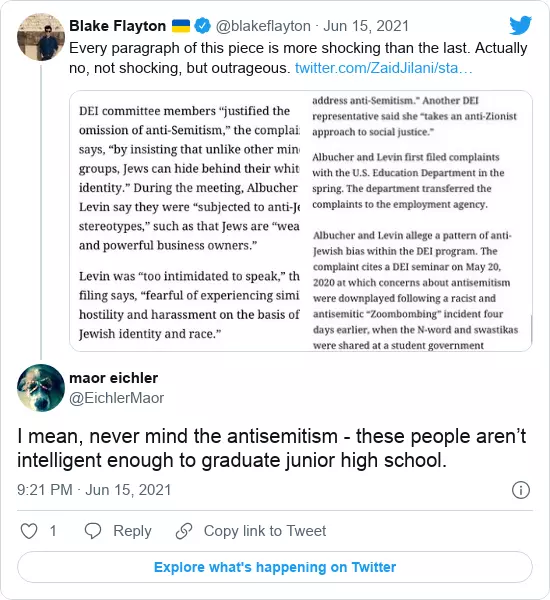 Blake Flayton @blakeflayton · Jun 15, 2021
Every paragraph of this piece is more shocking than the last. Actually
no, not shocking, but outrageous. twitter.com/ZaidJilani/sta…
DEI committee members “justified the
omission of anti-Semitism,” the complai
says, “by insisting that unlike other min
groups, Jews can hide behind their whit
identity.” During the meeting, Albucher
Levin say they were “subjected to anti-Je
stereotypes,” such as that Jews are “wea
and powerful business owners.”
Levin was “too intimidated to speak,” th
filing says, “fearful of experiencing simi
hostility and harassment on the basis of
Jewish identity and race.”
address anti-Semitism.” Another DEI
representative said she “takes an anti-Zionist
approach to social justice.”
Albucher and Levin first filed complaints
with the U.S. Education Department in the
spring. The department transferred the
complaints to the employment agency.
Albucher and Levin allege a pattern of anti-
Jewish bias within the DEI program. The
complaint cites a DEI seminar on May 20,
2020 at which concerns about antisemitism
were downplayed following a racist and
antisemitic “Zoombombing” incident four
days earlier, when the N-word and swastikas
were shared at a student government
maor eichler
@EichlerMaor
I mean, never mind the antisemitism - these people aren’t
intelligent enough to graduate junior high school.
9:21 PM · Jun 15, 2021
1 Reply Copy link to Tweet
Explore what's happening on Twitter